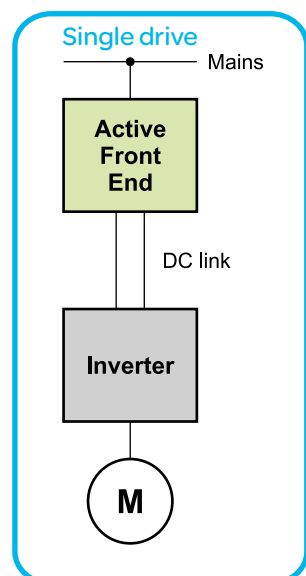 Single drive
Mains
Active
Front
End
DC link
Inverter
M